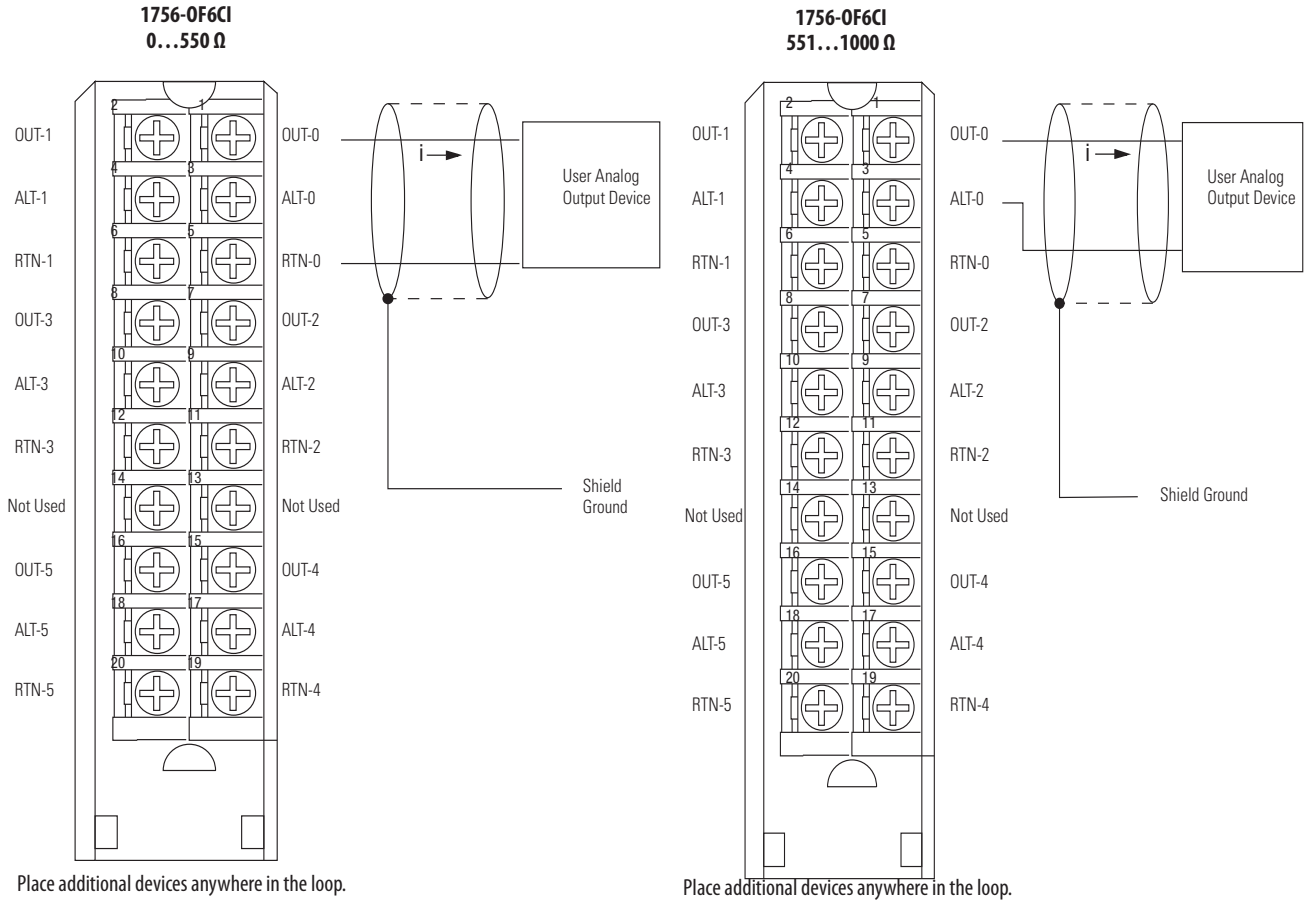 1756-OF6CI
0…550 Ω
2 1
OUT-1 OUT-0
i
User Analog
Output Device
4 3
ALT-1 ALT-0
6 5
RTN-1 RTN-0
8 7
OUT-3 OUT-2
10 9
ALT-3 ALT-2
12 11
RTN-3 RTN-2
14 13
Not Used Not Used
Shield
Ground
16 15
OUT-5 OUT-4
18 17
ALT-5 ALT-4
20 19
RTN-5 RTN-4
Place additional devices anywhere in the loop.
1756-OF6CI
551…1000 Ω
2 1
OUT-1 OUT-0
i
User Analog
Output Device
4 3
ALT-1 ALT-0
6 5
RTN-1 RTN-0
8 7
OUT-3 OUT-2
10 9
ALT-3 ALT-2
12 11
RTN-3 RTN-2
14 13
Not Used Not Used
Shield Ground
16 15
OUT-5 OUT-4
18 17
ALT-5 ALT-4
20 19
RTN-5 RTN-4
Place additional devices anywhere in the loop.